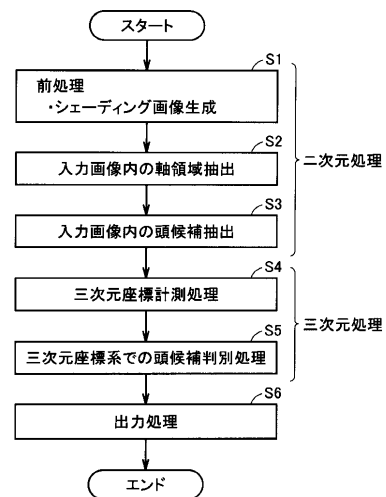 スタート
S1
前処理
・シェーディング画像生成
S2
入力画像内の軸領域抽出
二次元処理
S3
入力画像内の頭候補抽出
S4
三次元座標計測処理
三次元処理
S5
三次元座標系での頭候補判別処理
S6
出力処理
エンド